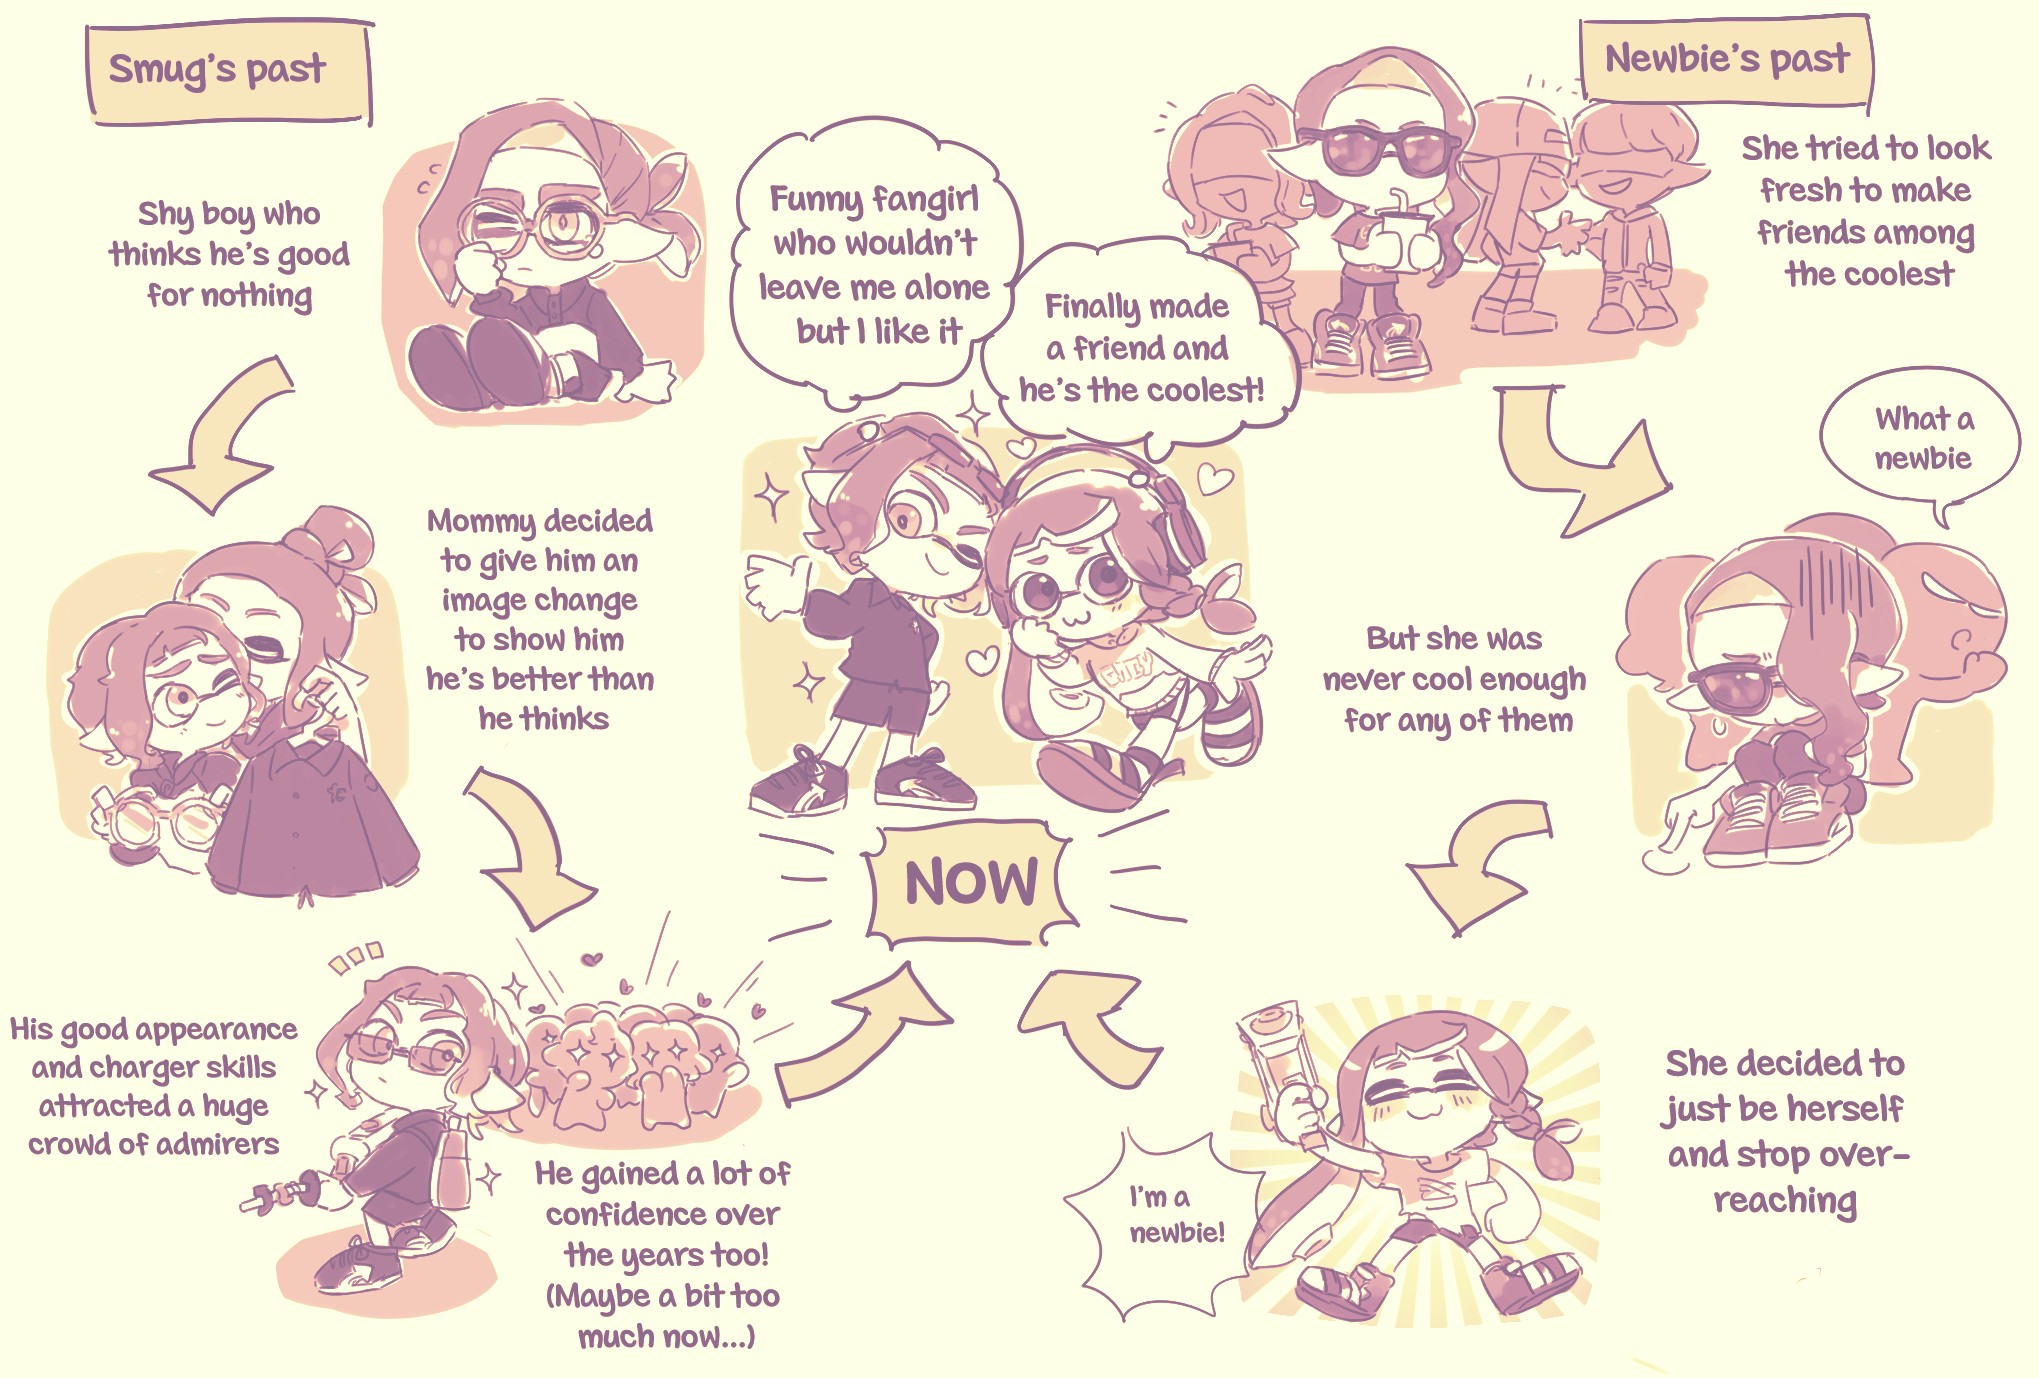 Smug's past
Shy boy who
thinks he's good
for nothing
Mommy decided
to give him an
image change
to show him
he's better than
he thinks
His good appearance
and charger skills
attracted a huge
crowd of admirers
He gained a lot of
confidence over
the years too!
(Maybe a bit too
much now...)
Newbie's past
She tried to look
fresh to make
friends among
the coolest
What a
newbie
But she was
never cool enough
for any of them
She decided to
just be herself
and stop over-
reaching
I'm a
newbie!
Funny fangirl
who wouldn't
leave me alone
but I like it
Finally made
a friend and
he's the coolest!
NOW